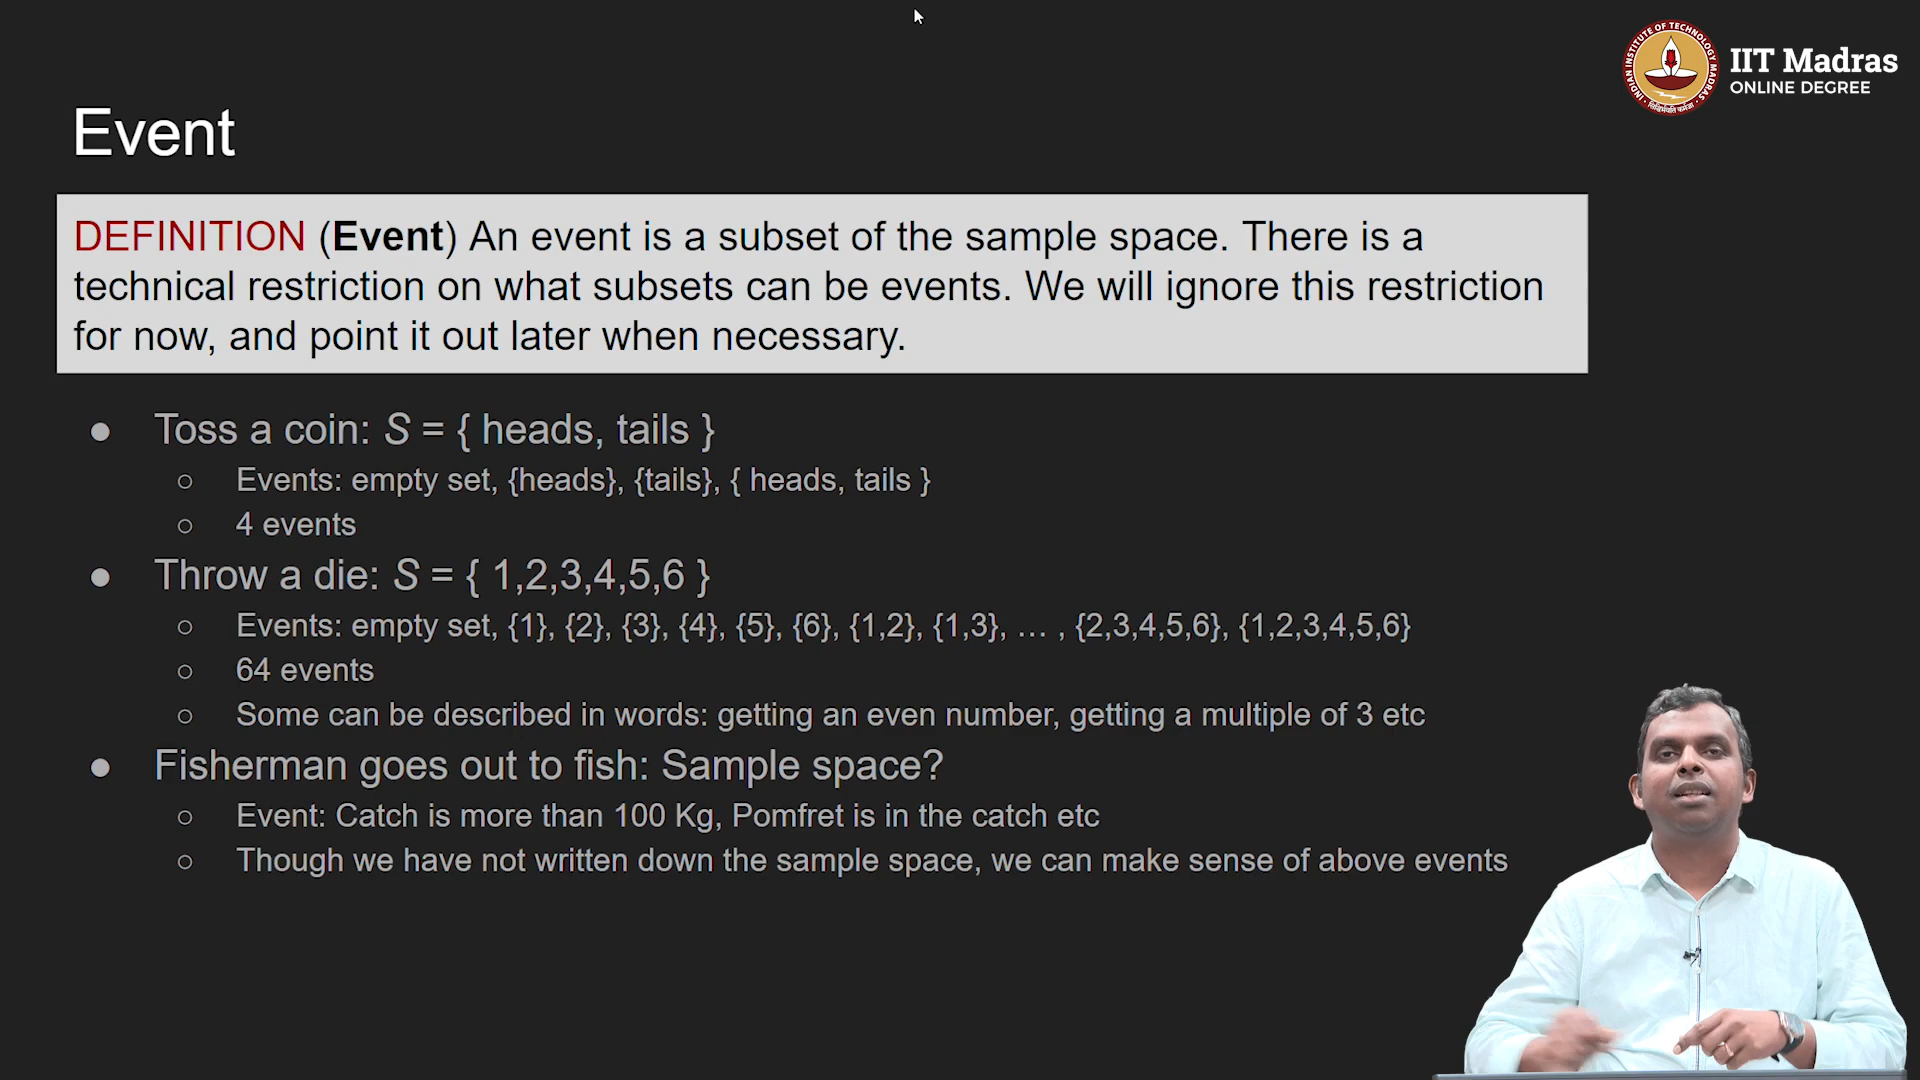 IIT Madras
ONLINE DEGREE
INDIAN INSTITUTE OF TECHNOLOGY MADRAS
Event
DEFINITION (Event) An event is a subset of the sample space. There is a
technical restriction on what subsets can be events. We will ignore this restriction
for now, and point it out later when necessary.
● Toss a coin: S = { heads, tails }
○ Events: empty set, {heads}, {tails}, { heads, tails }
○ 4 events
● Throw a die: S = { 1,2,3,4,5,6 }
○ Events: empty set, {1}, {2}, {3}, {4}, {5}, {6}, {1,2}, {1,3}, … , {2,3,4,5,6}, {1,2,3,4,5,6}
○ 64 events
○ Some can be described in words: getting an even number, getting a multiple of 3 etc
● Fisherman goes out to fish: Sample space?
○ Event: Catch is more than 100 Kg, Pomfret is in the catch etc
○ Though we have not written down the sample space, we can make sense of above events